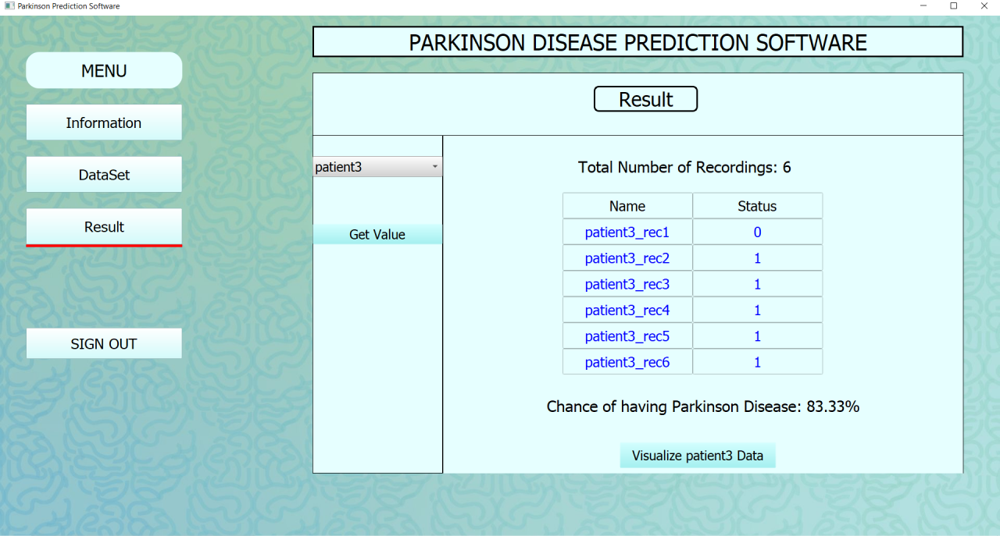 Parkinson Prediction Software
PARKINSON DISEASE PREDICTION SOFTWARE
MENU
Information
DataSet
Result
SIGN OUT
Result
patient3
Get Value
Total Number of Recordings: 6
Name Status
patient3_rec1 0
patient3_rec2 1
patient3_rec3 1
patient3_rec4 1
patient3_rec5 1
patient3_rec6 1
Chance of having Parkinson Disease: 83.33%
Visualize patient3 Data